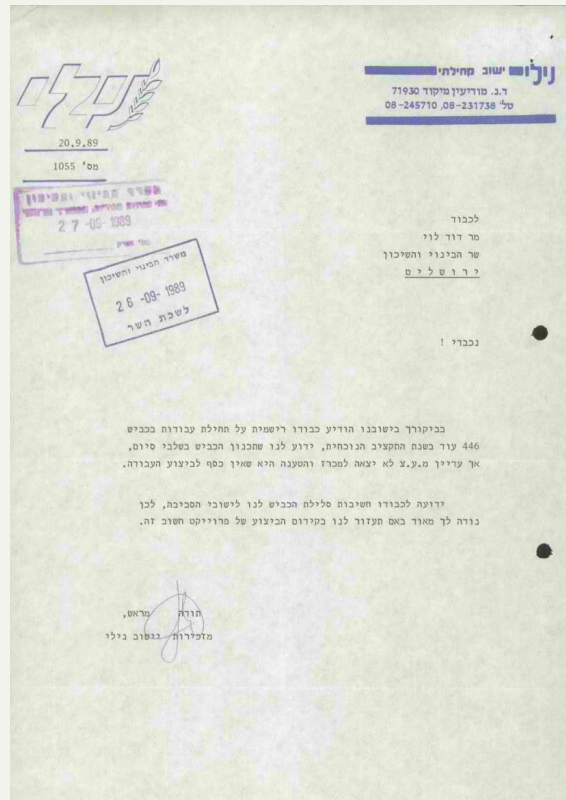 נילי ישוב קהילתי
ד.נ. מודיעין מיקוד 71930
טל' 08-231738, 08-245710
נילי
20.9.89
מס' 1055
משרד הבינוי והשיכון
27-09-1989
משרד הבינוי והשיכון
26-09-1989
לשכת השר
לכבוד
מר דוד לוי
שר הבינוי והשיכון
ירושלים
נכבדי !
בביקורך בישובנו הודיע כבודו רישמית על תחילת עבודות בכביש
446 עוד בשנת התקציב הנוכחית, ידוע לנו שתכנון הכביש בשלבי סיום,
אך עדיין מ.ע.צ לא יצאה למכרז והטענה היא שאין כסף לביצוע העבודה.
ידועה לכבודו חשיבות סלילת הכביש לנו לישובי הסביבה, לכן
נודה לך מאוד באם תעזור לנו בקידום הביצוע של פרוייקט חשוב זה.
תודה מראש,
מזכירות יישוב נילי